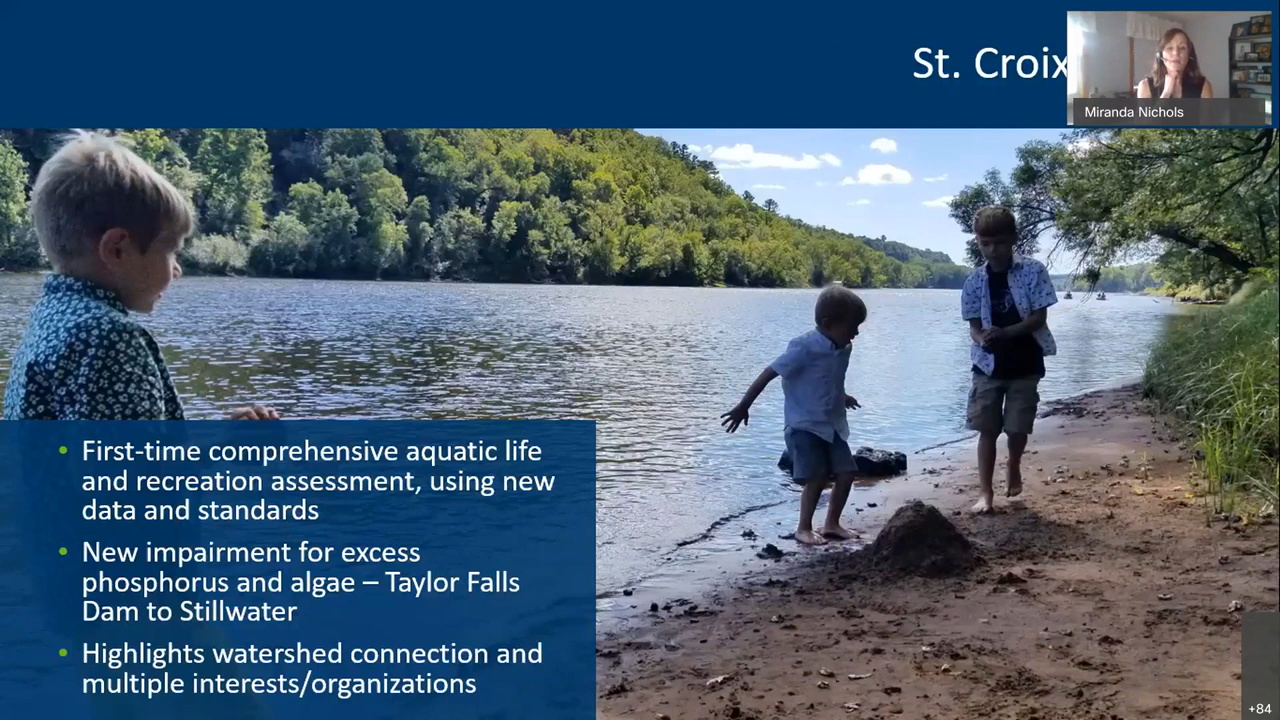 St. Croix
Miranda Nichols
First-time comprehensive aquatic life
and recreation assessment, using new
data and standards
New impairment for excess
phosphorus and algae – Taylor Falls
Dam to Stillwater
Highlights watershed connection and
multiple interests/organizations
+84